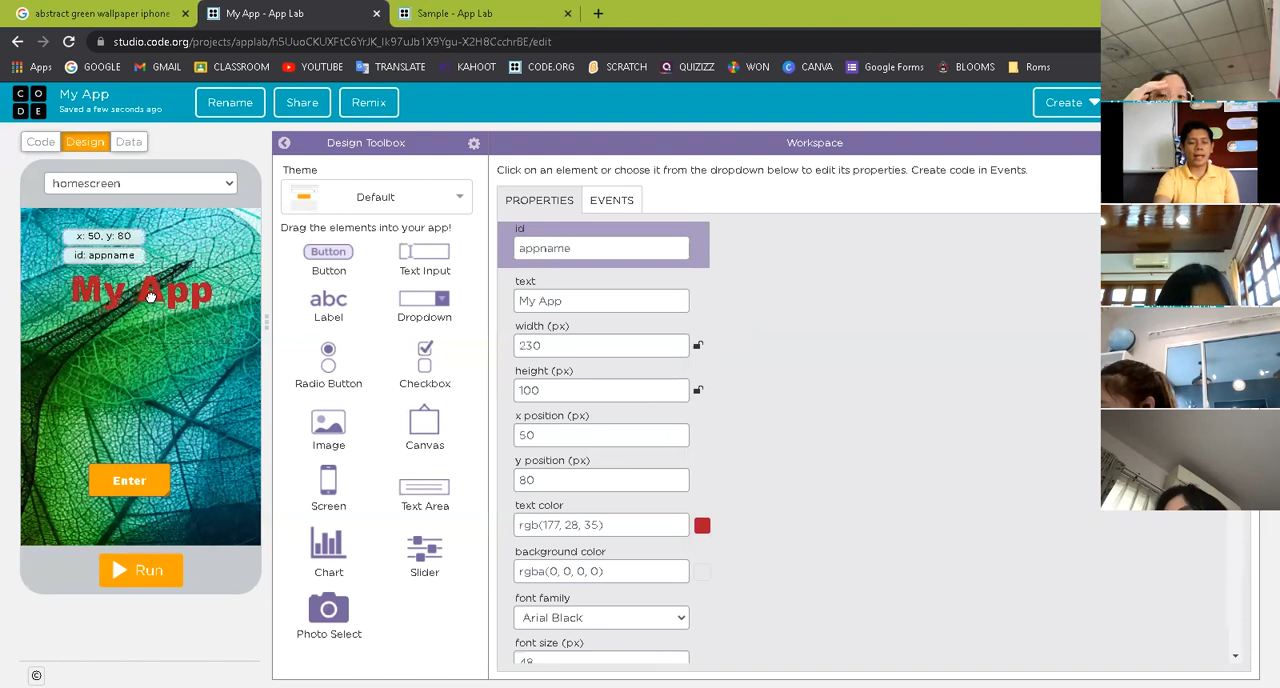 abstract green wallpaper iphone
My App - App Lab
Sample - App Lab
studio.code.org/projects/applab/h5UuoCKUXFtC6YrJK_Ik97uJb1X9Ygu-X2H8CcchrBE/edit
Apps GOOGLE GMAIL CLASSROOM YOUTUBE TRANSLATE KAHOOT CODE.ORG SCRATCH QUIZIZZ WON CANVA Google Forms BLOOMS Roms
C O D E
My App
Saved a few seconds ago
Rename Share Remix Create
Code Design Data
Design Toolbox
Workspace
homescreen
x: 50, y: 80
id: appname
My App
Enter
Run
Theme
Default
Drag the elements into your app!
Button
Button
Text Input
abc
Label
Dropdown
Radio Button
Checkbox
Image
Canvas
Screen
Text Area
Chart
Slider
Photo Select
Click on an element or choose it from the dropdown below to edit its properties. Create code in Events.
PROPERTIES EVENTS
id
appname
text
My App
width (px)
230
height (px)
100
x position (px)
50
y position (px)
80
text color
rgb(177, 28, 35)
background color
rgba(0, 0, 0, 0)
font family
Arial Black
font size (px)
48
©